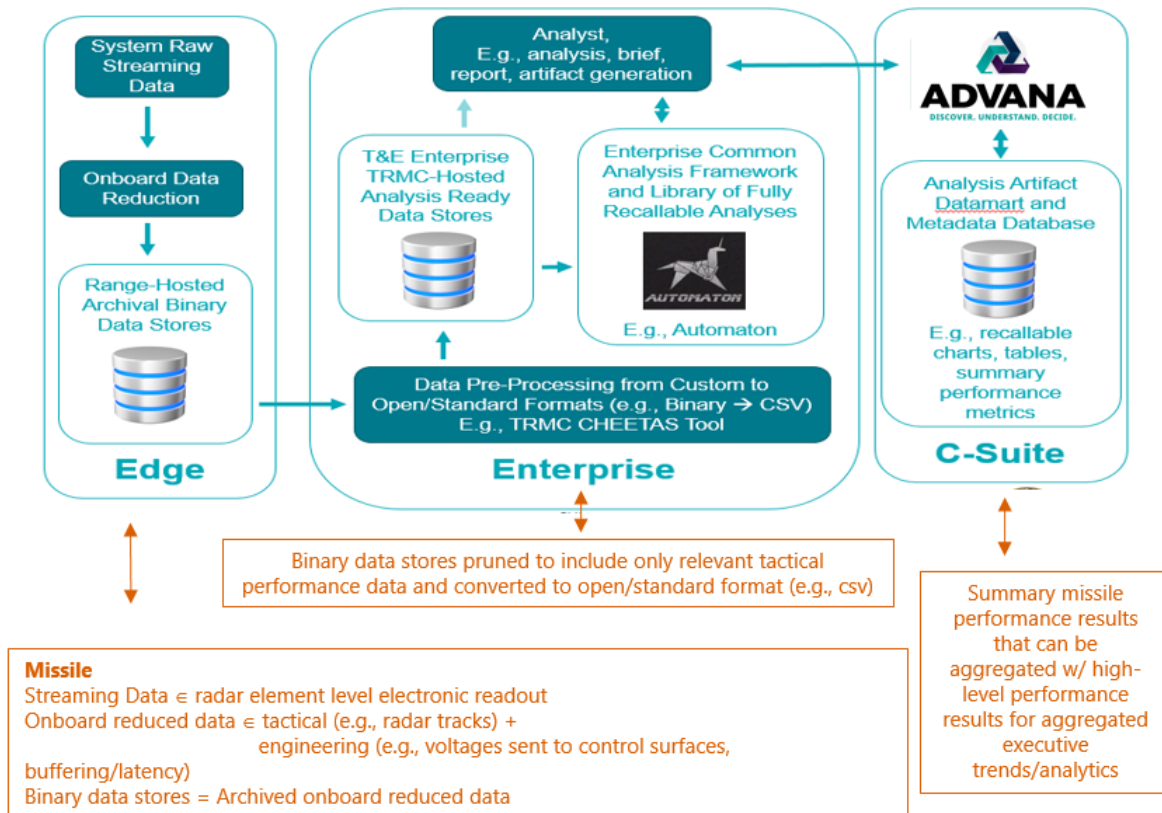 System Raw
Streaming
Data
Onboard Data
Reduction
Range-Hosted
Archival Binary
Data Stores
Edge
Analyst,
E.g., analysis, brief,
report, artifact generation
T&E Enterprise
TRMC-Hosted
Analysis Ready
Data Stores
Enterprise Common
Analysis Framework
and Library of Fully
Recallable Analyses
AUTOMATON
E.g., Automaton
Data Pre-Processing from Custom to
Open/Standard Formats (e.g., Binary → CSV)
E.g., TRMC CHEETAS Tool
Enterprise
ADVANA
DISCOVER. UNDERSTAND. DECIDE.
Analysis Artifact
Datamart and
Metadata Database
E.g., recallable
charts, tables,
summary
performance
metrics
C-Suite
Binary data stores pruned to include only relevant tactical
performance data and converted to open/standard format (e.g., csv)
Missile
Streaming Data ∈ radar element level electronic readout
Onboard reduced data ∈ tactical (e.g., radar tracks) +
engineering (e.g., voltages sent to control surfaces,
buffering/latency)
Binary data stores = Archived onboard reduced data
Summary missile
performance results
that can be
aggregated w/ high-
level performance
results for aggregated
executive
trends/analytics